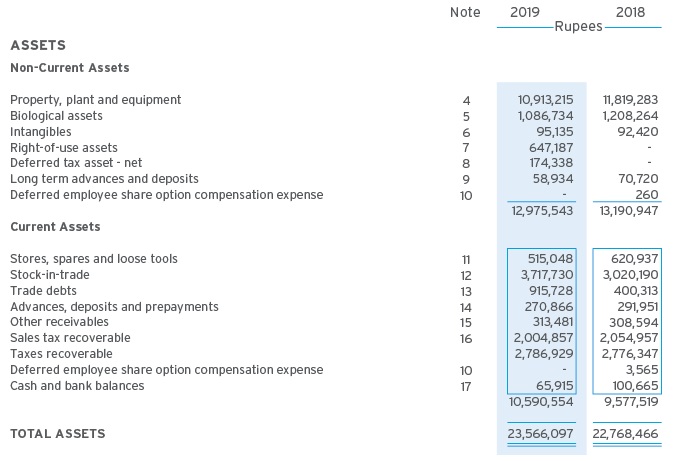 Note 2019 2018
Rupees
ASSETS
Non-Current Assets
Property, plant and equipment 4 10,913,215 11,819,283
Biological assets 5 1,086,734 1,208,264
Intangibles 6 95,135 92,420
Right-of-use assets 7 647,187 -
Deferred tax asset - net 8 174,338 -
Long term advances and deposits 9 58,934 70,720
Deferred employee share option compensation expense 10 - 260
12,975,543 13,190,947
Current Assets
Stores, spares and loose tools 11 515,048 620,937
Stock-in-trade 12 3,717,730 3,020,190
Trade debts 13 915,728 400,313
Advances, deposits and prepayments 14 270,866 291,951
Other receivables 15 313,481 308,594
Sales tax recoverable 16 2,004,857 2,054,957
Taxes recoverable 2,786,929 2,776,347
Deferred employee share option compensation expense 10 - 3,565
Cash and bank balances 17 65,915 100,665
10,590,554 9,577,519
TOTAL ASSETS 23,566,097 22,768,466